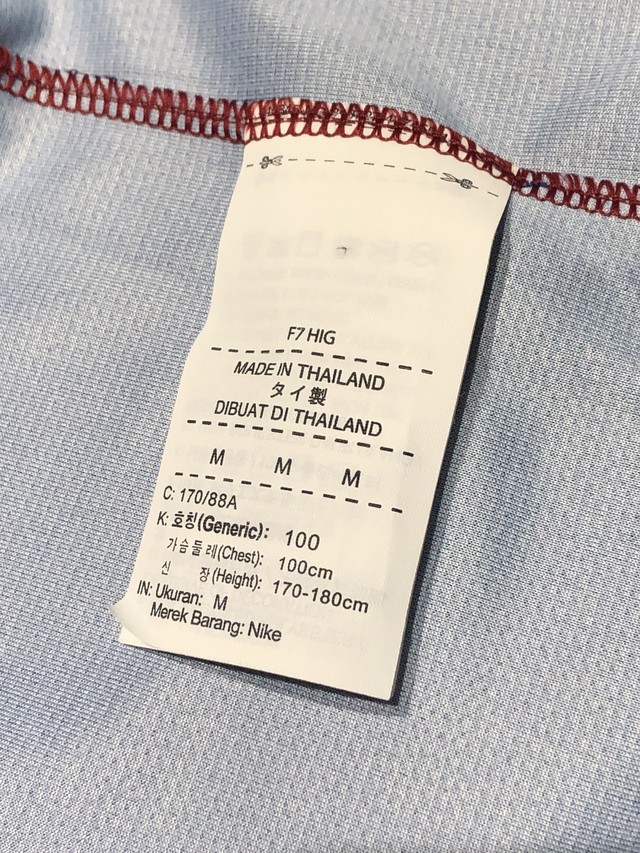 F7 HIG
MADE IN THAILAND
タイ製
DIBUAT DI THAILAND
M M M
C: 170/88A
K: 호칭(Generic): 100
가슴둘레(Chest): 100cm
신 장(Height): 170-180cm
IN: Ukuran: M
Merek Barang: Nike